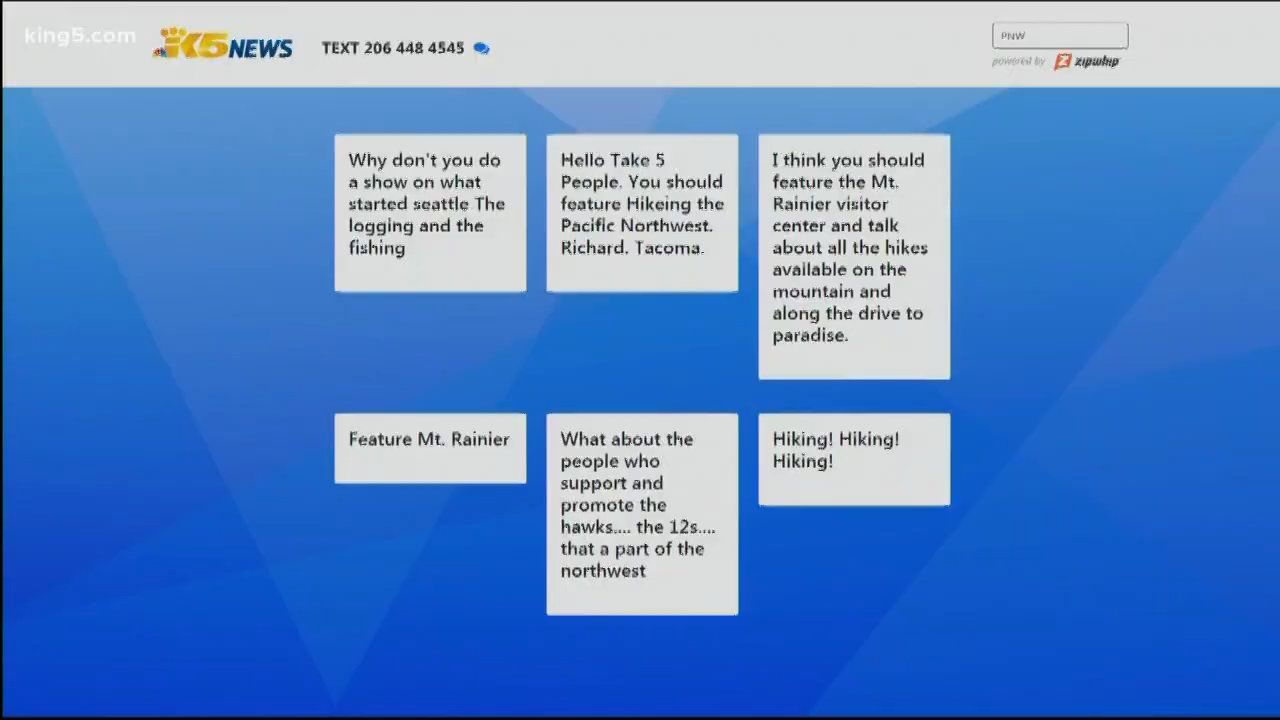 king5.com
K5 NEWS
TEXT 206 448 4545
PNW
powered by zipwhip
Why don't you do
a show on what
started seattle The
logging and the
fishing
Hello Take 5
People. You should
feature Hikeing the
Pacific Northwest.
Richard. Tacoma.
I think you should
feature the Mt.
Rainier visitor
center and talk
about all the hikes
available on the
mountain and
along the drive to
paradise.
Feature Mt. Rainier
What about the
people who
support and
promote the
hawks.... the 12s....
that a part of the
northwest
Hiking! Hiking!
Hiking!